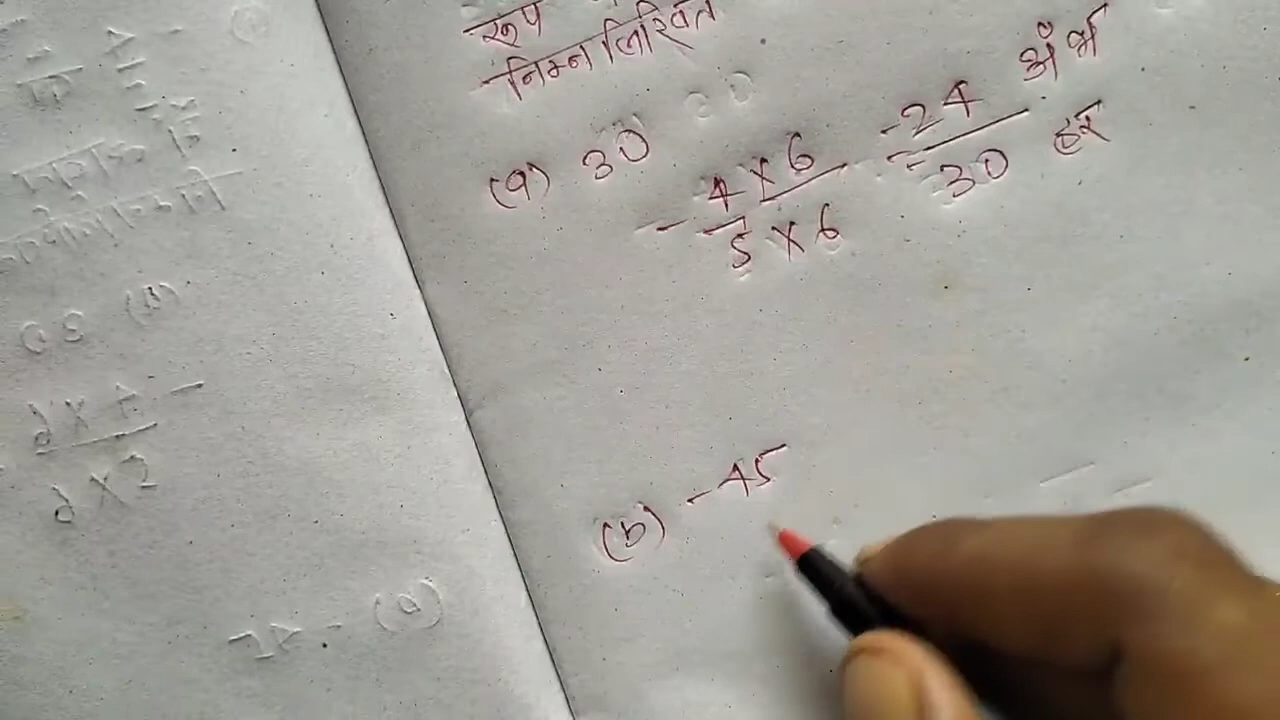 रूप
निम्नलिखित
(a) 30
-4×6/5×6 = -24/30 अंश हर
(b) -45